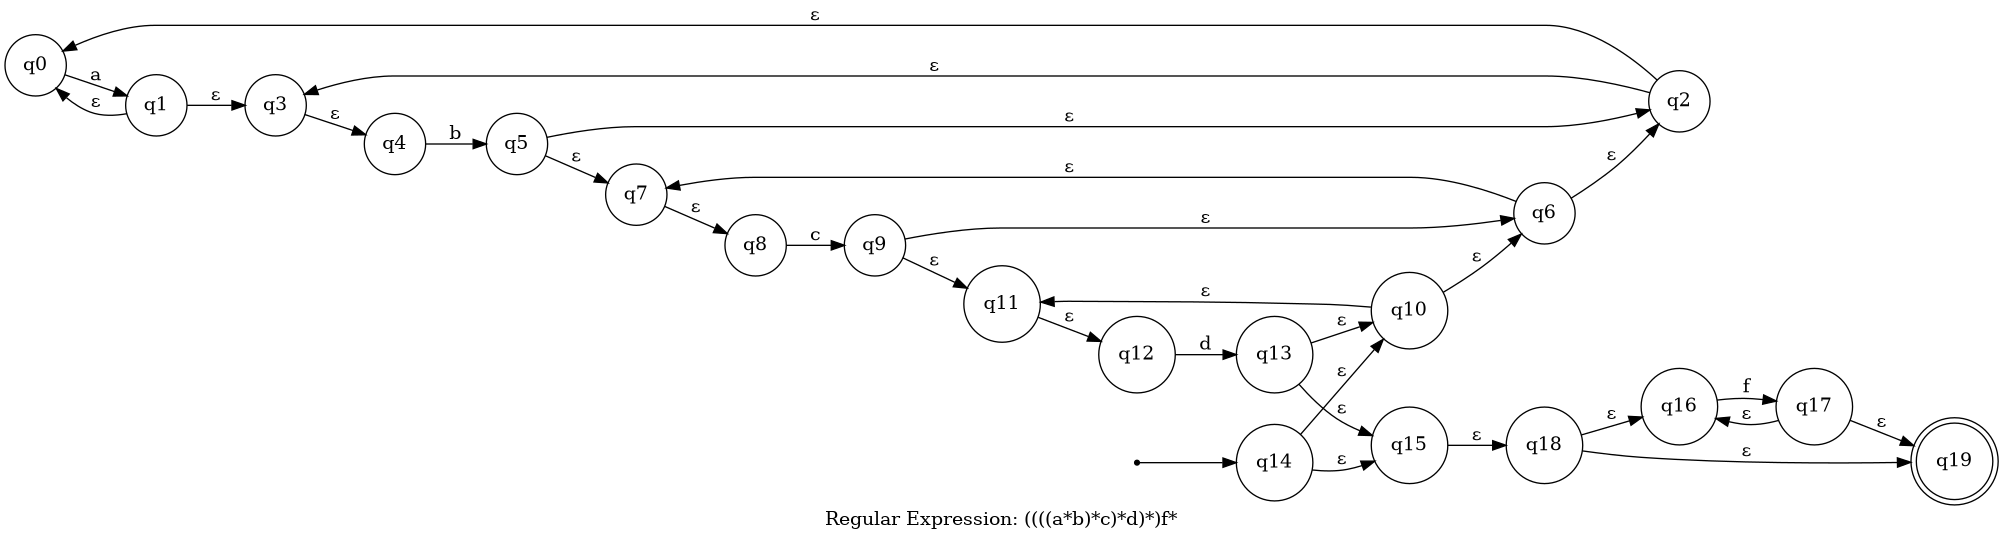 ε
q0
a
ε
q1
ε
q3
ε
q4
b
q5
ε
ε
ε
q2
ε
q7
ε
q8
c
q9
ε
ε
q6
ε
ε
q11
ε
q12
d
q13
ε
ε
q10
ε
ε
q14
ε
ε
q15
ε
q18
ε
q16
f
ε
q17
ε
ε
q19
Regular Expression: ((((a*b)*c)*d)*)f*